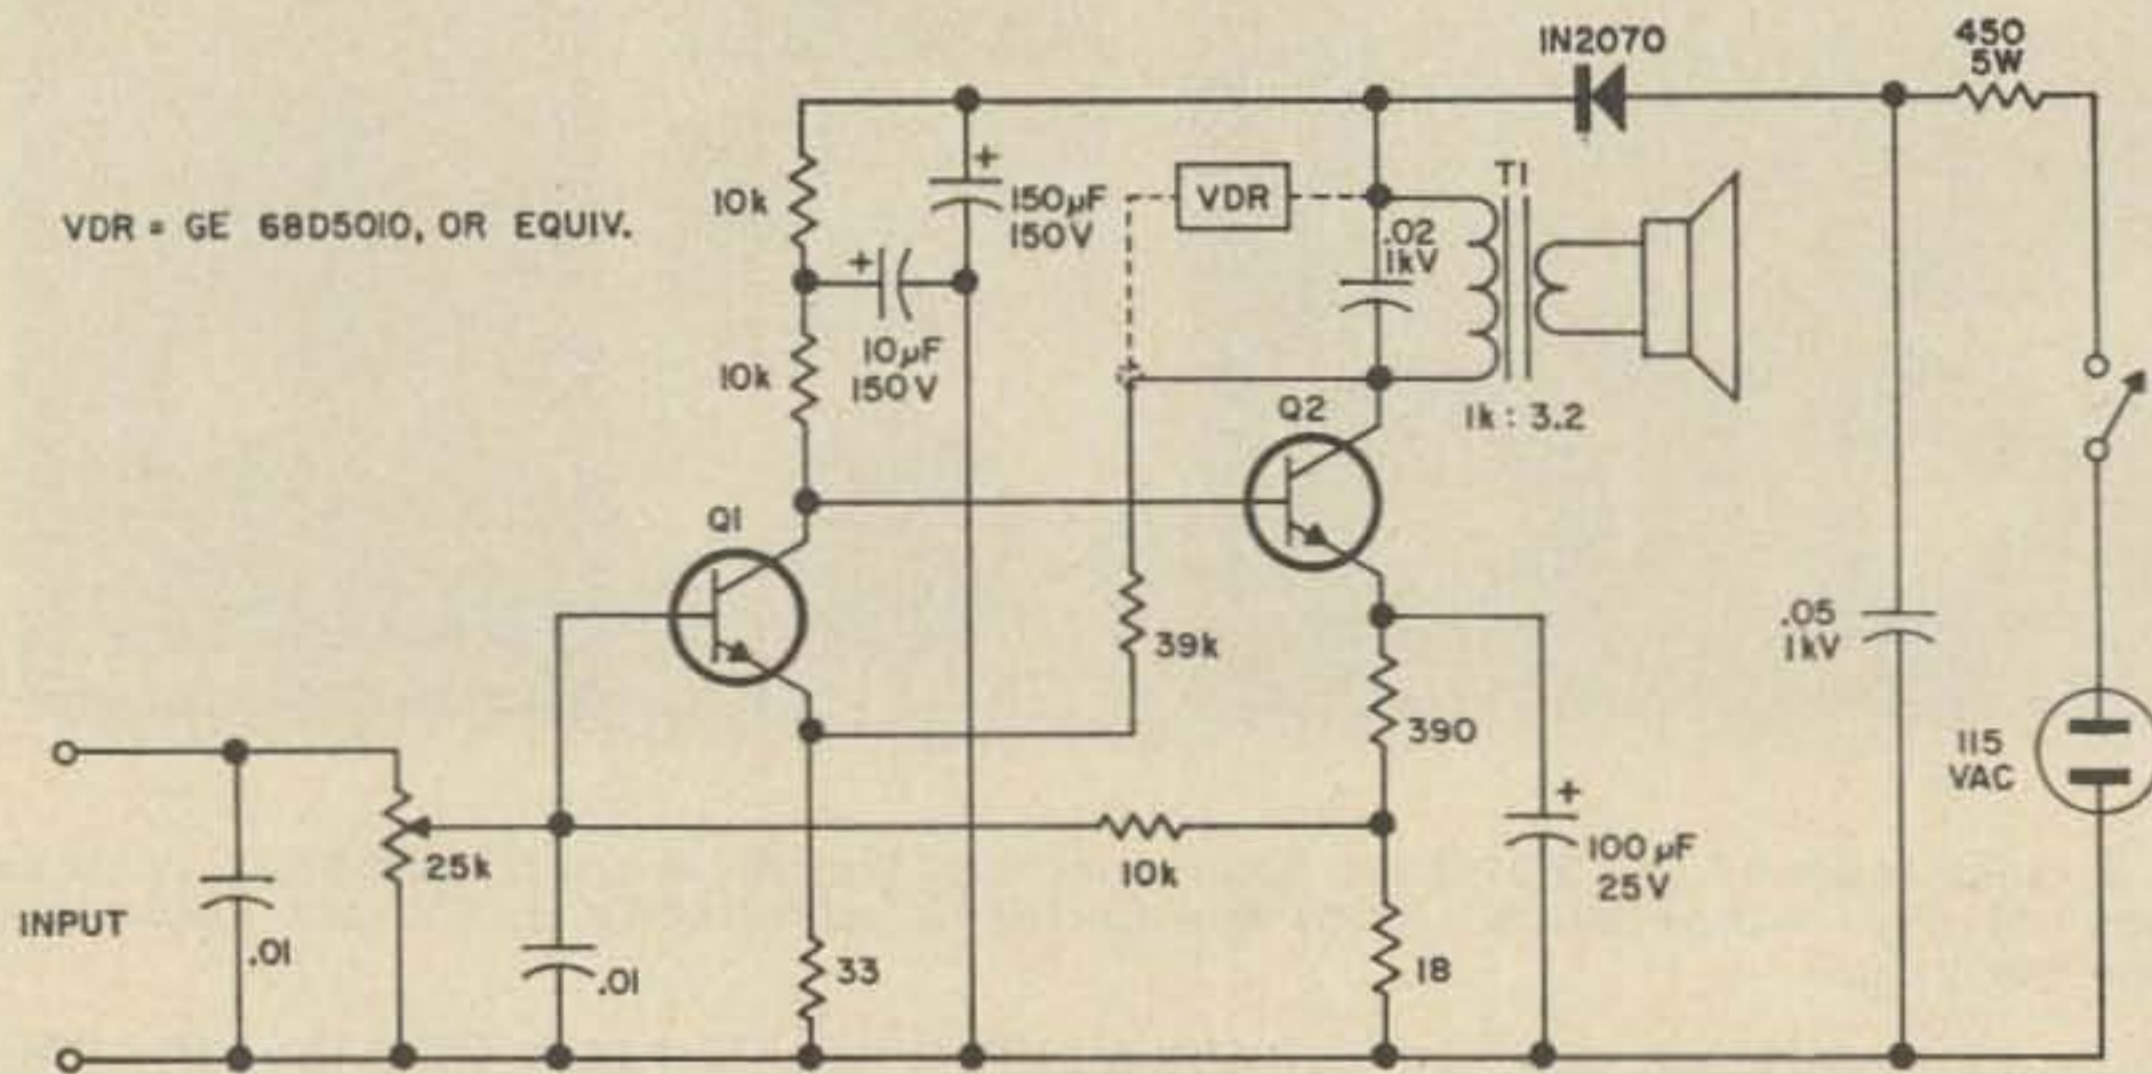 IN2070
450
5W
VDR = GE 68D5010, OR EQUIV.
10k
150µF
150V
VDR
T1
.02
1kV
10k
10µF
150V
Q2
1k : 3.2
Q1
39k
.05
1kV
390
115
VAC
25k
10k
100 µF
25V
INPUT
.01
.01
33
18
+
+
+